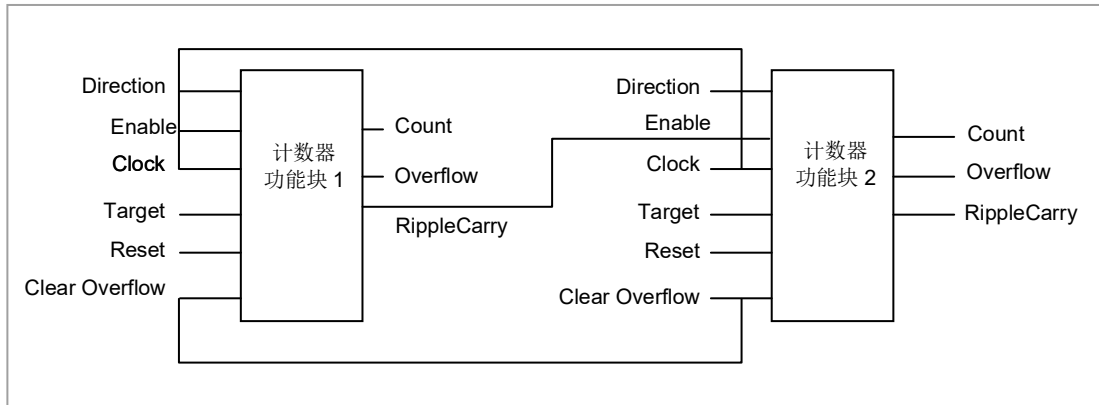 Direction
Enable
Clock
Target
Reset
Clear Overflow
计数器
功能块 1
Count
Overflow
RippleCarry
Direction
Enable
Clock
Target
Reset
Clear Overflow
计数器
功能块 2
Count
Overflow
RippleCarry